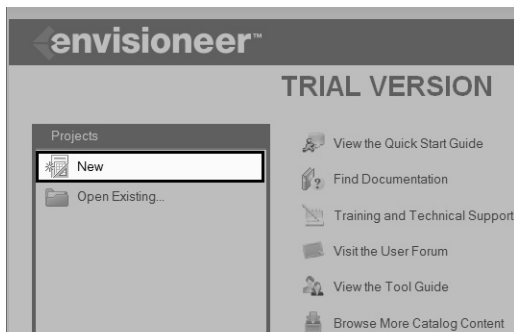 envisioneer™
TRIAL VERSION
Projects
New
Open Existing...
View the Quick Start Guide
Find Documentation
Training and Technical Support
Visit the User Forum
View the Tool Guide
Browse More Catalog Content